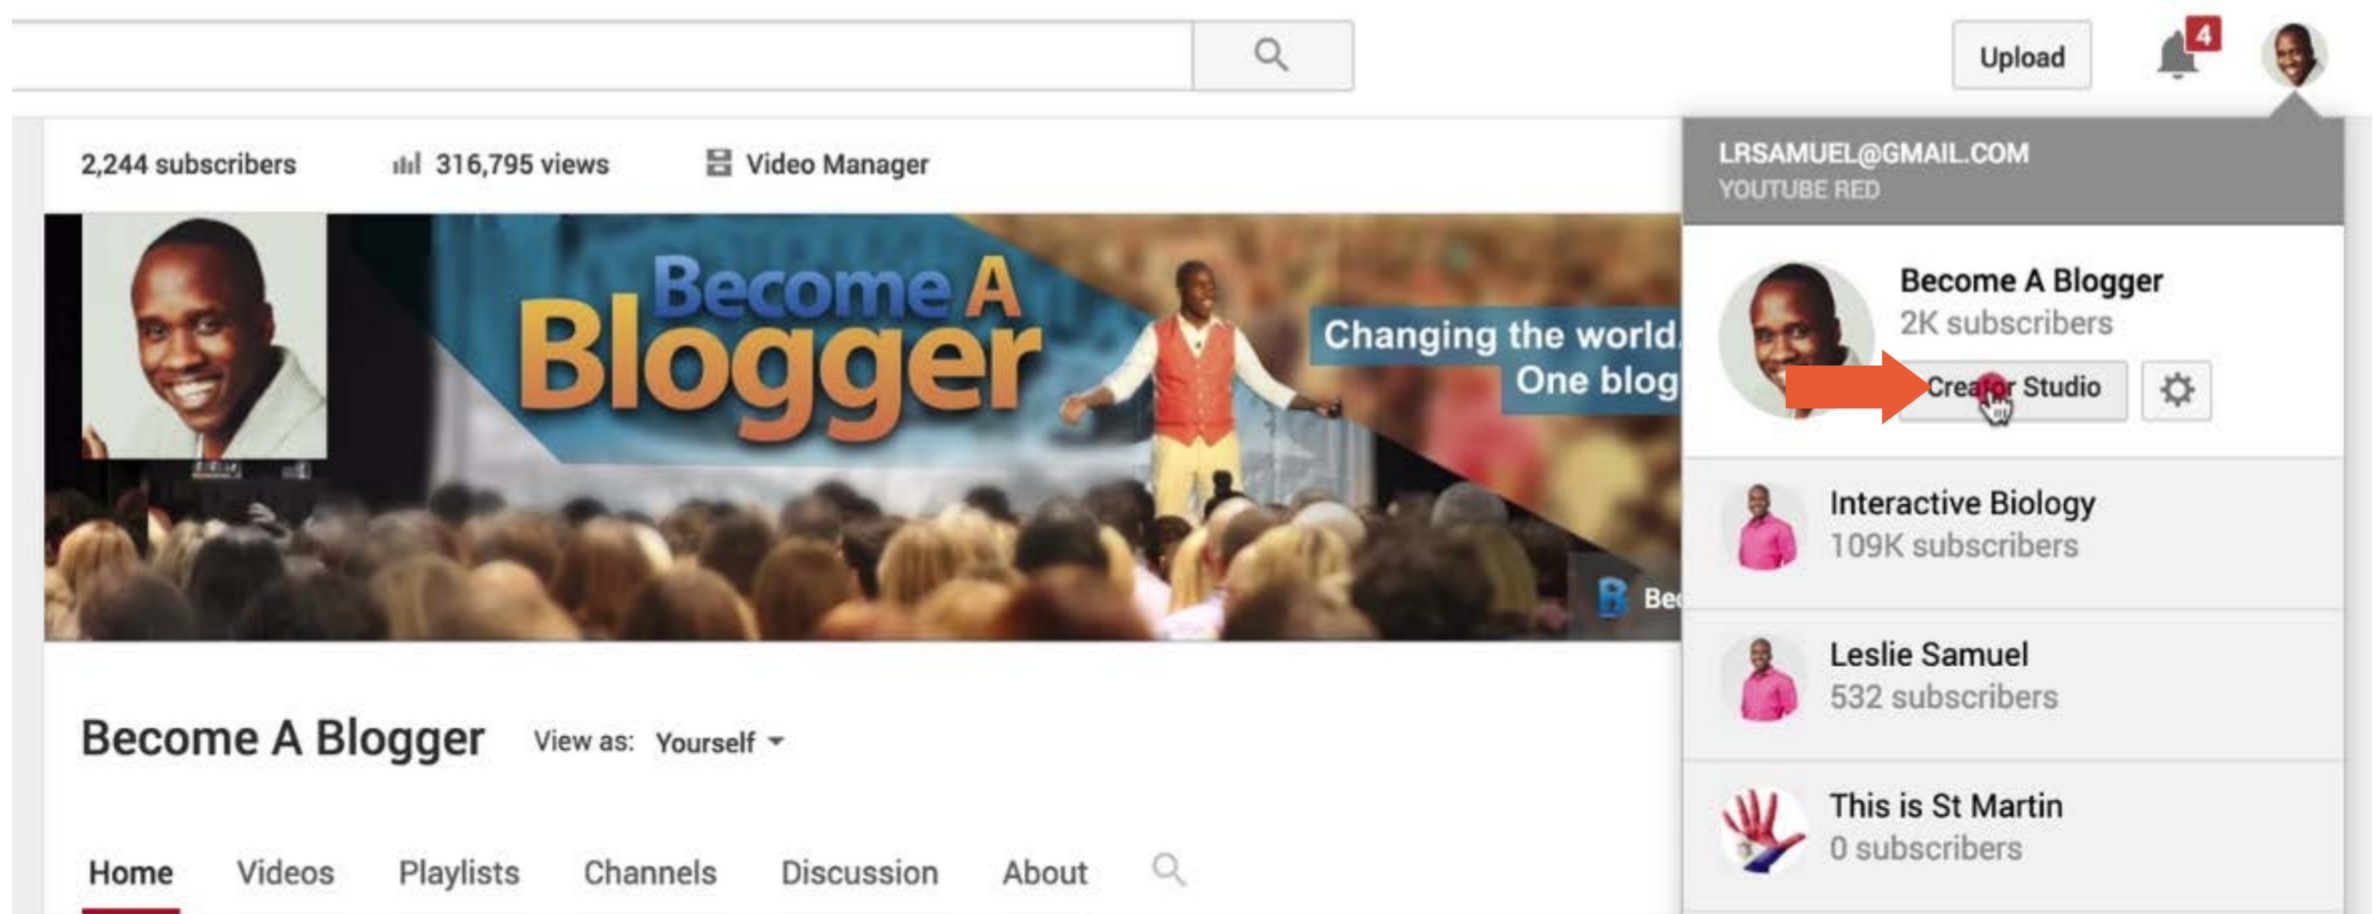 Upload
4
2,244 subscribers
316,795 views
Video Manager
LRSAMUEL@GMAIL.COM
YOUTUBE RED
Become A
Blogger
Changing the world.
One blog
Become A Blogger
2K subscribers
Creator Studio
Interactive Biology
109K subscribers
B Bec
Leslie Samuel
532 subscribers
Become A Blogger
View as: Yourself
This is St Martin
0 subscribers
Home Videos Playlists Channels Discussion About